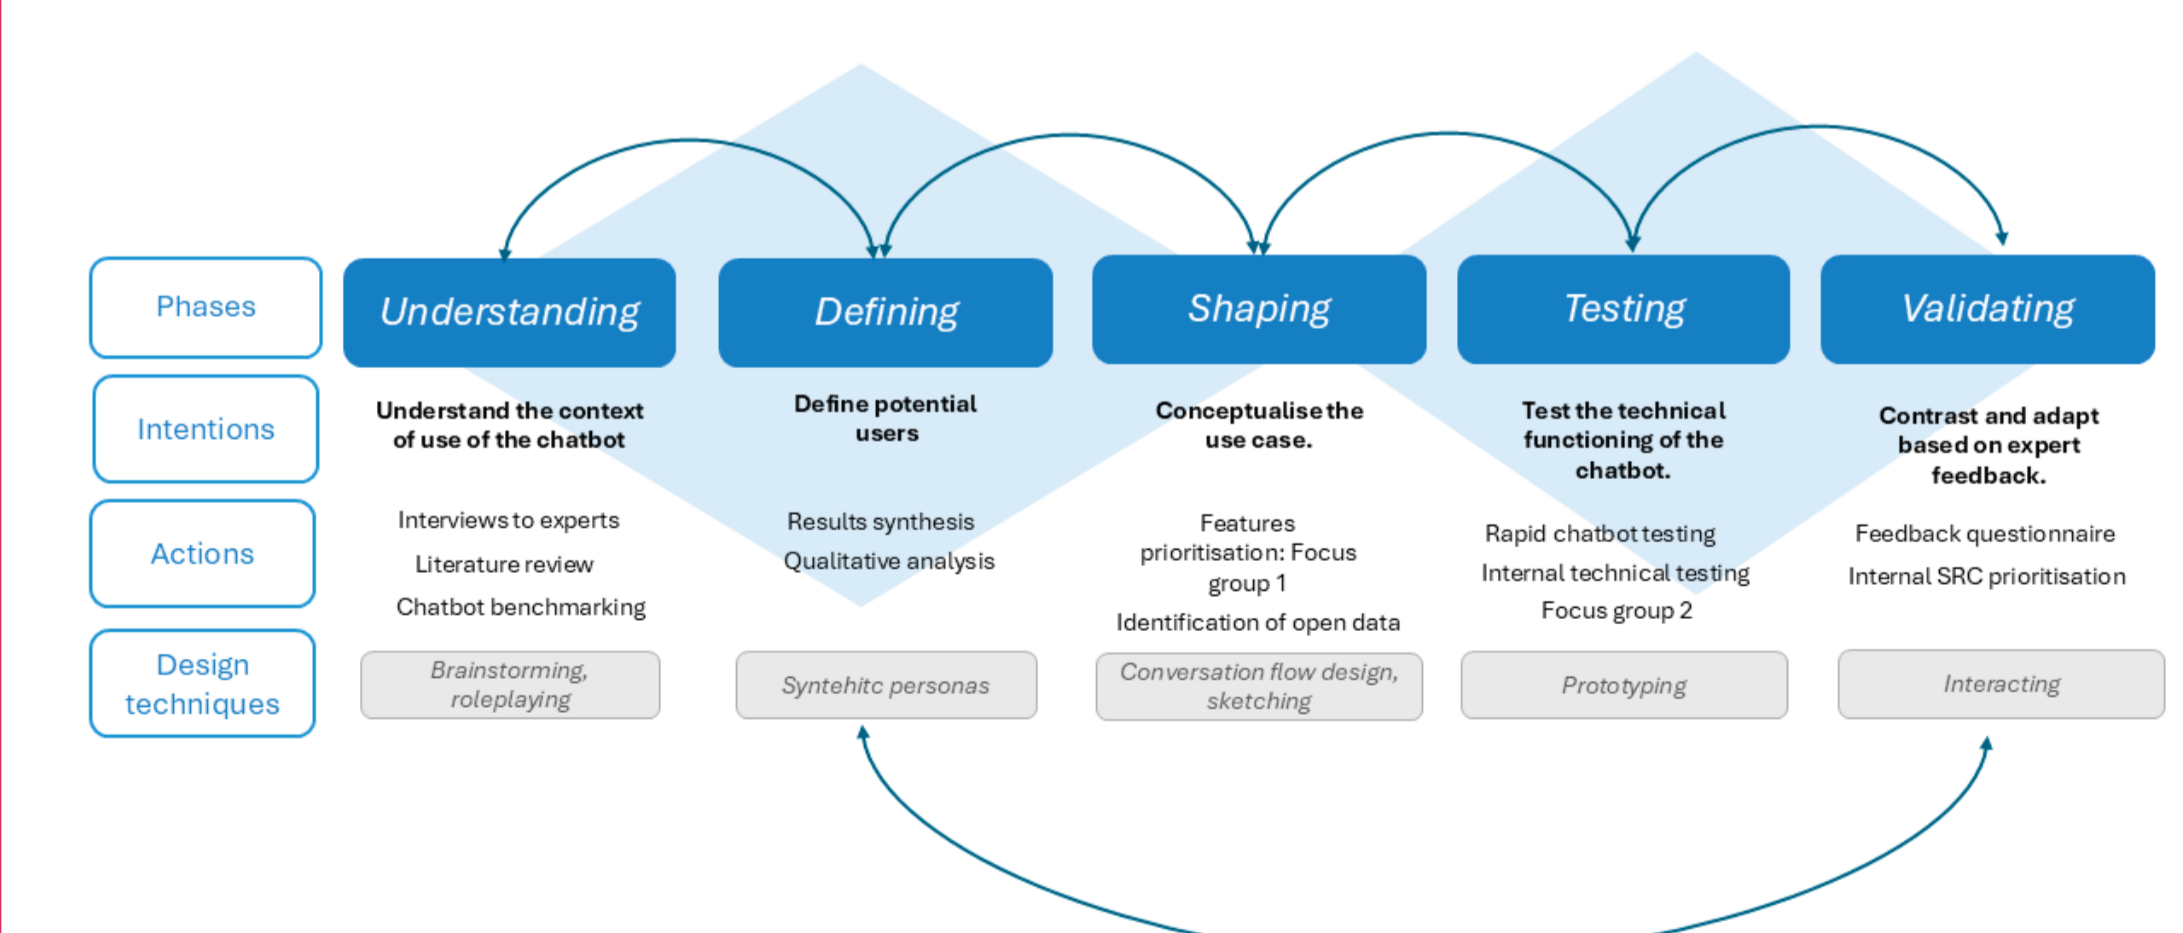 Phases
Understanding
Defining
Shaping
Testing
Validating
Intentions
Understand the context
of use of the chatbot
Define potential
users
Conceptualise the
use case.
Test the technical
functioning of the
chatbot.
Contrast and adapt
based on expert
feedback.
Actions
Interviews to experts
Literature review
Chatbot benchmarking
Results synthesis
Qualitative analysis
Features
prioritisation: Focus
group 1
Identification of open data
Rapid chatbot testing
Internal technical testing
Focus group 2
Feedback questionnaire
Internal SRC prioritisation
Design
techniques
Brainstorming,
roleplaying
Syntehitc personas
Conversation flow design,
sketching
Prototyping
Interacting